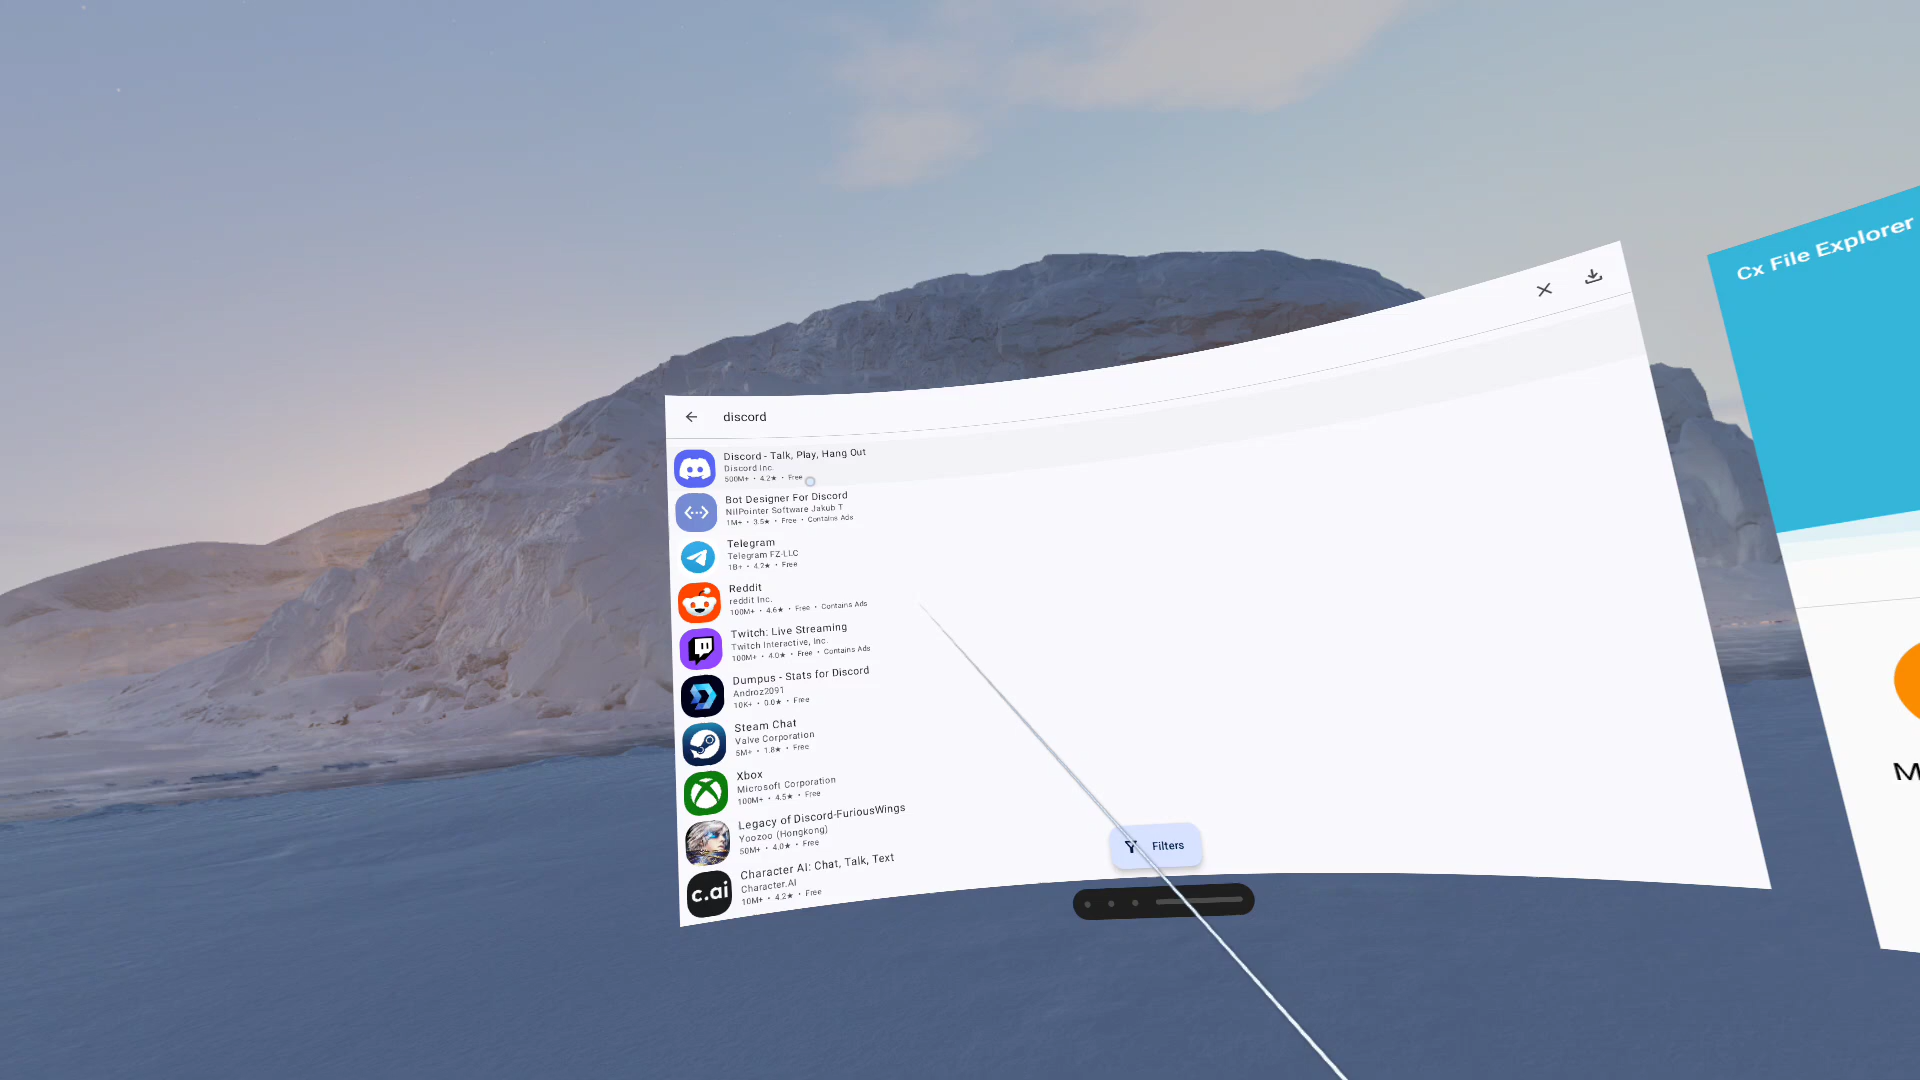 discord
Discord - Talk, Play, Hang Out
Discord Inc.
500M+ • 4.2★ • Free
Bot Designer For Discord
NilPointer Software Jakub T
1M+ • 3.5★ • Free • Contains Ads
Telegram
Telegram FZ-LLC
1B+ • 4.2★ • Free
Reddit
reddit Inc.
100M+ • 4.6★ • Free • Contains Ads
Twitch: Live Streaming
Twitch Interactive, Inc.
100M+ • 4.0★ • Free • Contains Ads
Dumpus - Stats for Discord
Androz2091
10K+ • 0.0★ • Free
Steam Chat
Valve Corporation
5M+ • 1.8★ • Free
Xbox
Microsoft Corporation
100M+ • 4.5★ • Free
Legacy of Discord-FuriousWings
Yoozoo (Hongkong)
50M+ • 4.0★ • Free
c.ai
Character AI: Chat, Talk, Text
Character.AI
10M+ • 4.2★ • Free
Filters
Cx File Explorer